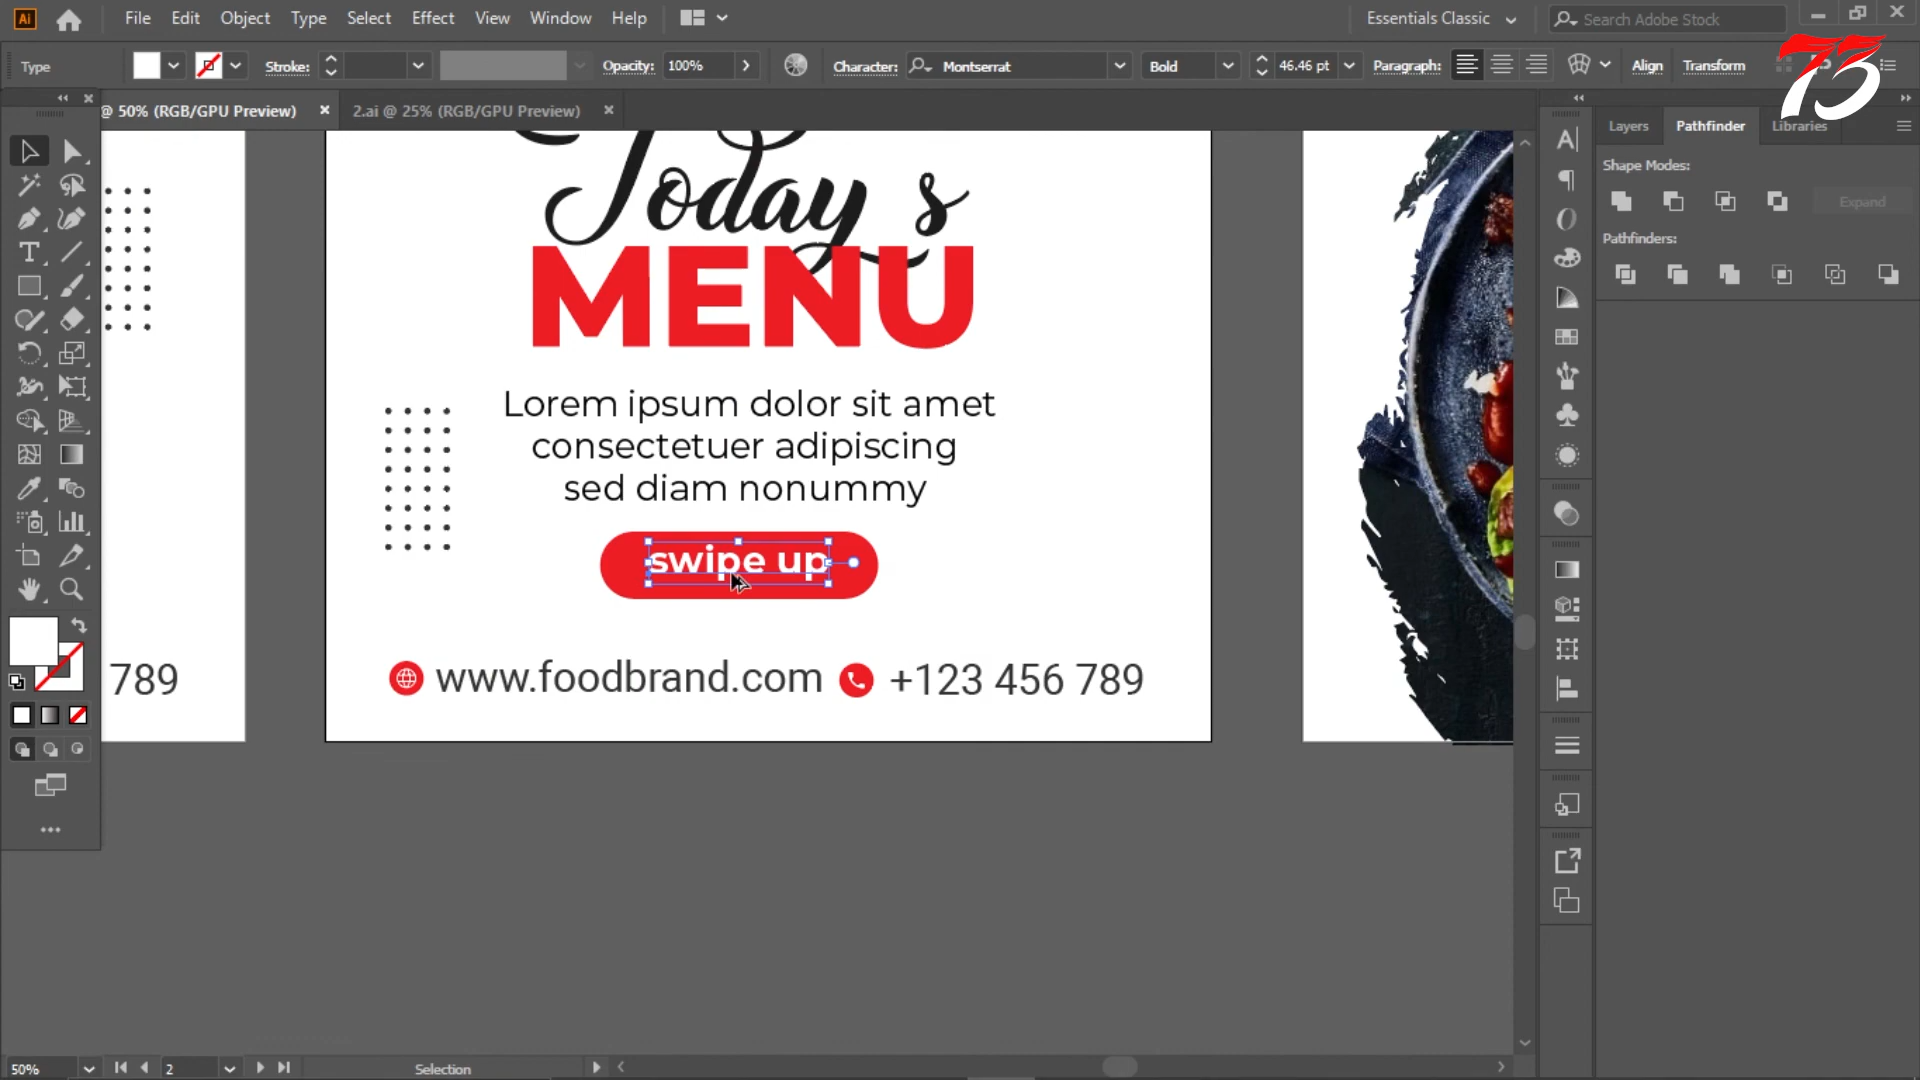 Ai File Edit Object Type Select Effect View Window Help Essentials Classic Search Adobe Stock
Type Stroke: Opacity: 100% Character: Montserrat Bold 46.46 pt Paragraph: Align Transform
73
@ 50% (RGB/GPU Preview) 2.ai @ 25% (RGB/GPU Preview)
Layers Pathfinder Libraries
Shape Modes:
Expand
Pathfinders:
Today s
MENU
Lorem ipsum dolor sit amet
consectetuer adipiscing
sed diam nonummy
swipe up
789
www.foodbrand.com +123 456 789
50% 2 Selection